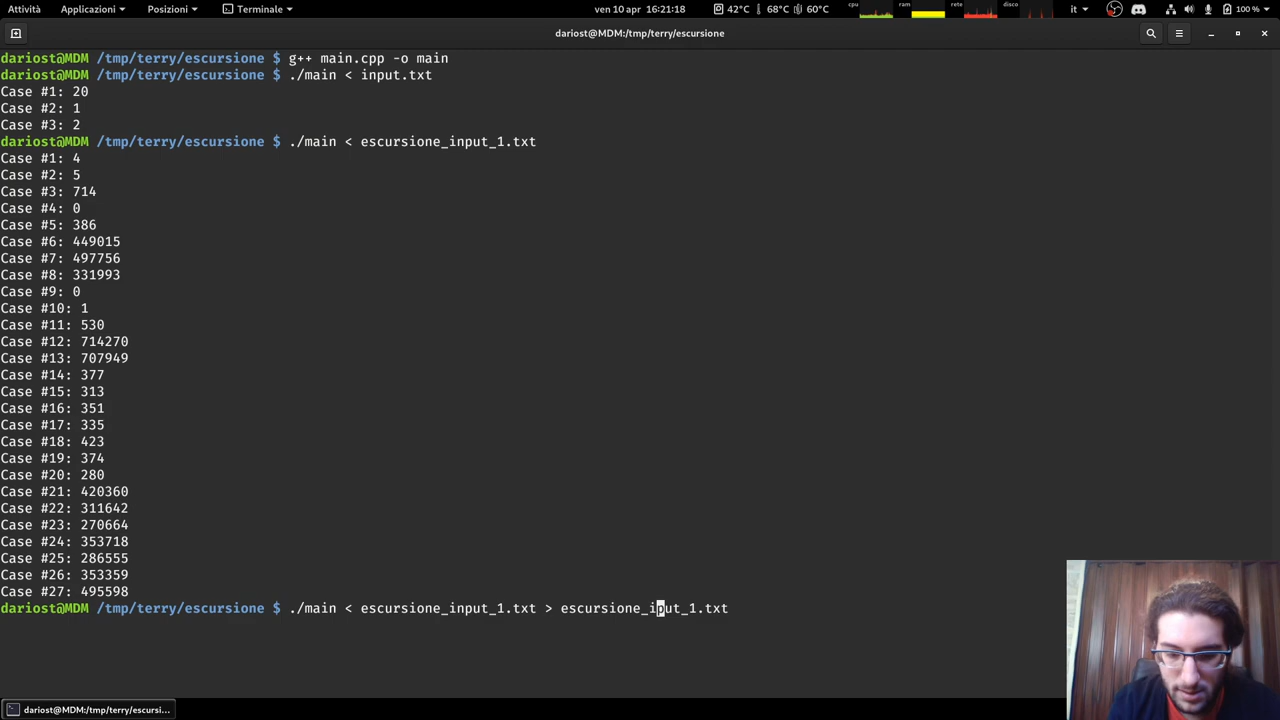 Attività Applicazioni Posizioni Terminale ven 10 apr 16:21:18 42°C 68°C 60°C cpu ram rete disco it 100 %
dariost@MDM:/tmp/terry/escursione
dariost@MDM /tmp/terry/escursione $ g++ main.cpp -o main
dariost@MDM /tmp/terry/escursione $ ./main < input.txt
Case #1: 20
Case #2: 1
Case #3: 2
dariost@MDM /tmp/terry/escursione $ ./main < escursione_input_1.txt
Case #1: 4
Case #2: 5
Case #3: 714
Case #4: 0
Case #5: 386
Case #6: 449015
Case #7: 497756
Case #8: 331993
Case #9: 0
Case #10: 1
Case #11: 530
Case #12: 714270
Case #13: 707949
Case #14: 377
Case #15: 313
Case #16: 351
Case #17: 335
Case #18: 423
Case #19: 374
Case #20: 280
Case #21: 420360
Case #22: 311642
Case #23: 270664
Case #24: 353718
Case #25: 286555
Case #26: 353359
Case #27: 495598
dariost@MDM /tmp/terry/escursione $ ./main < escursione_input_1.txt > escursione_iput_1.txt
dariost@MDM:/tmp/terry/escursi...